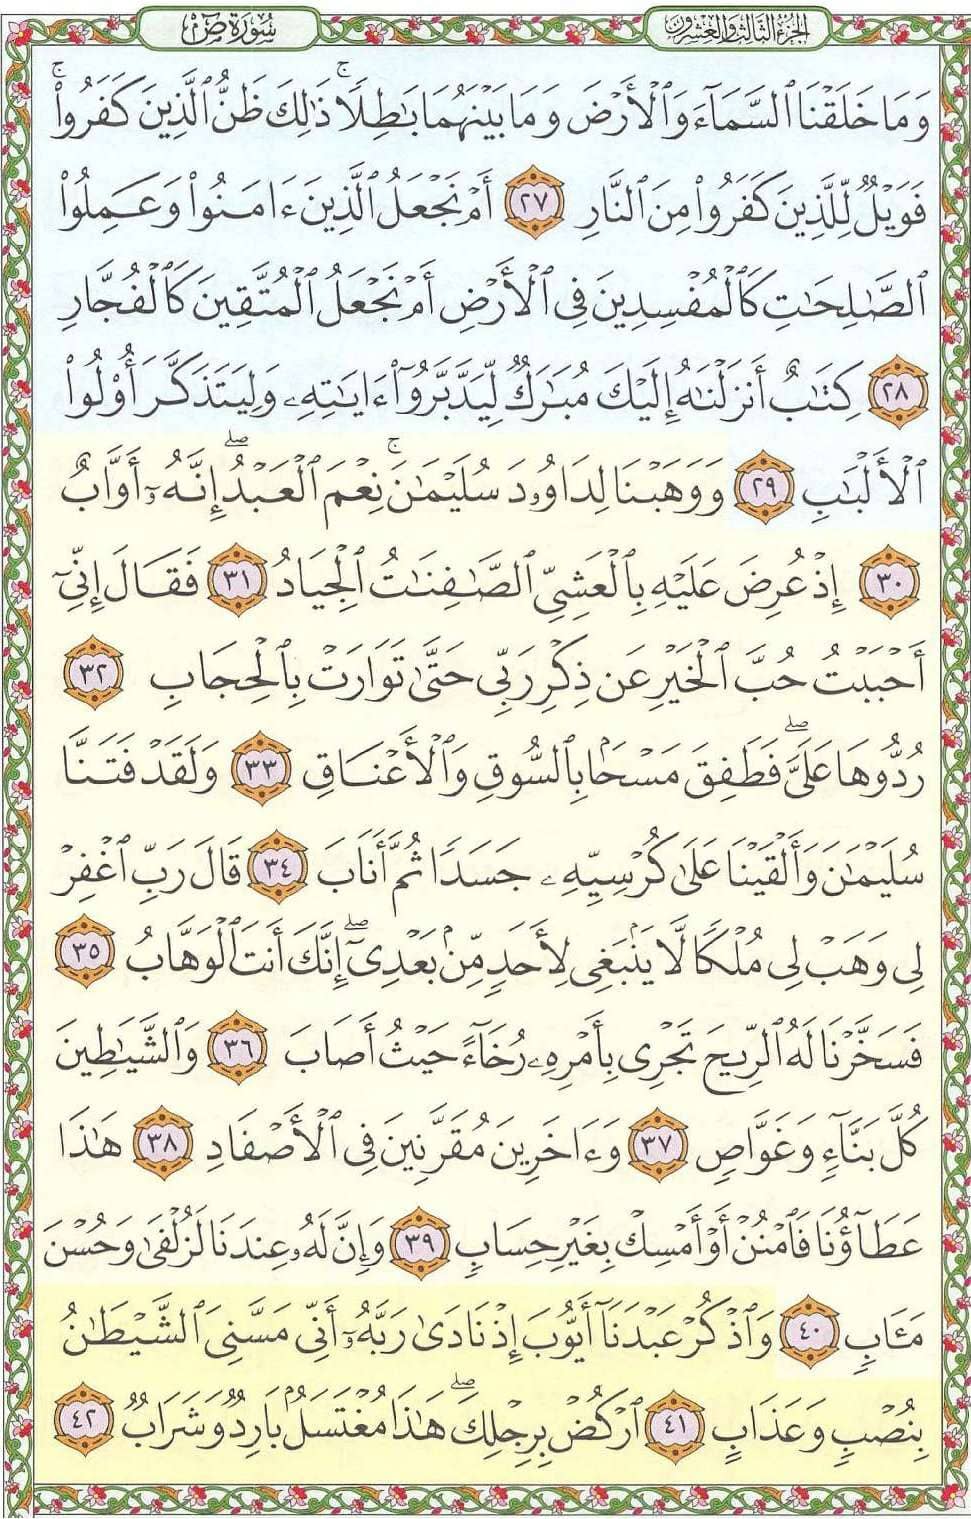 الجزء الثالث والعشرون
سورة ص
وَمَا خَلَقْنَا ٱلسَّمَآءَ وَٱلْأَرْضَ وَمَا بَيْنَهُمَا بَٰطِلًاۚ ذَٰلِكَ ظَنُّ ٱلَّذِينَ كَفَرُوا۟ۚ
فَوَيْلٌ لِّلَّذِينَ كَفَرُوا۟ مِنَ ٱلنَّارِ ٢٧ أَمْ نَجْعَلُ ٱلَّذِينَ ءَامَنُوا۟ وَعَمِلُوا۟
ٱلصَّٰلِحَٰتِ كَٱلْمُفْسِدِينَ فِى ٱلْأَرْضِ أَمْ نَجْعَلُ ٱلْمُتَّقِينَ كَٱلْفُجَّارِ
٢٨ كِتَٰبٌ أَنزَلْنَٰهُ إِلَيْكَ مُبَٰرَكٌ لِّيَدَّبَّرُوٓا۟ ءَايَٰتِهِۦ وَلِيَتَذَكَّرَ أُو۟لُوا۟
ٱلْأَلْبَٰبِ ٢٩ وَوَهَبْنَا لِدَاوُۥدَ سُلَيْمَٰنَۚ نِعْمَ ٱلْعَبْدُۖ إِنَّهُۥٓ أَوَّابٌ
٣٠ إِذْ عُرِضَ عَلَيْهِ بِٱلْعَشِىِّ ٱلصَّٰفِنَٰتُ ٱلْجِيَادُ ٣١ فَقَالَ إِنِّىٓ
أَحْبَبْتُ حُبَّ ٱلْخَيْرِ عَن ذِكْرِ رَبِّى حَتَّىٰ تَوَارَتْ بِٱلْحِجَابِ ٣٢
رُدُّوهَا عَلَىَّۖ فَطَفِقَ مَسْحًۢا بِٱلسُّوقِ وَٱلْأَعْنَاقِ ٣٣ وَلَقَدْ فَتَنَّا
سُلَيْمَٰنَ وَأَلْقَيْنَا عَلَىٰ كُرْسِيِّهِۦ جَسَدًا ثُمَّ أَنَابَ ٣٤ قَالَ رَبِّ ٱغْفِرْ
لِى وَهَبْ لِى مُلْكًا لَّا يَنۢبَغِى لِأَحَدٍ مِّنۢ بَعْدِىٓۖ إِنَّكَ أَنتَ ٱلْوَهَّابُ ٣٥
فَسَخَّرْنَا لَهُ ٱلرِّيحَ تَجْرِى بِأَمْرِهِۦ رُخَآءً حَيْثُ أَصَابَ ٣٦ وَٱلشَّيَٰطِينَ
كُلَّ بَنَّآءٍ وَغَوَّاصٍ ٣٧ وَءَاخَرِينَ مُقَرَّنِينَ فِى ٱلْأَصْفَادِ ٣٨ هَٰذَا
عَطَآؤُنَا فَٱمْنُنْ أَوْ أَمْسِكْ بِغَيْرِ حِسَابٍ ٣٩ وَإِنَّ لَهُۥ عِندَنَا لَزُلْفَىٰ وَحُسْنَ
مَـَٔابٍ ٤٠ وَٱذْكُرْ عَبْدَنَآ أَيُّوبَ إِذْ نَادَىٰ رَبَّهُۥٓ أَنِّى مَسَّنِىَ ٱلشَّيْطَٰنُ
بِنُصْبٍ وَعَذَابٍ ٤١ ٱرْكُضْ بِرِجْلِكَۖ هَٰذَا مُغْتَسَلٌۢ بَارِدٌ وَشَرَابٌ ٤٢